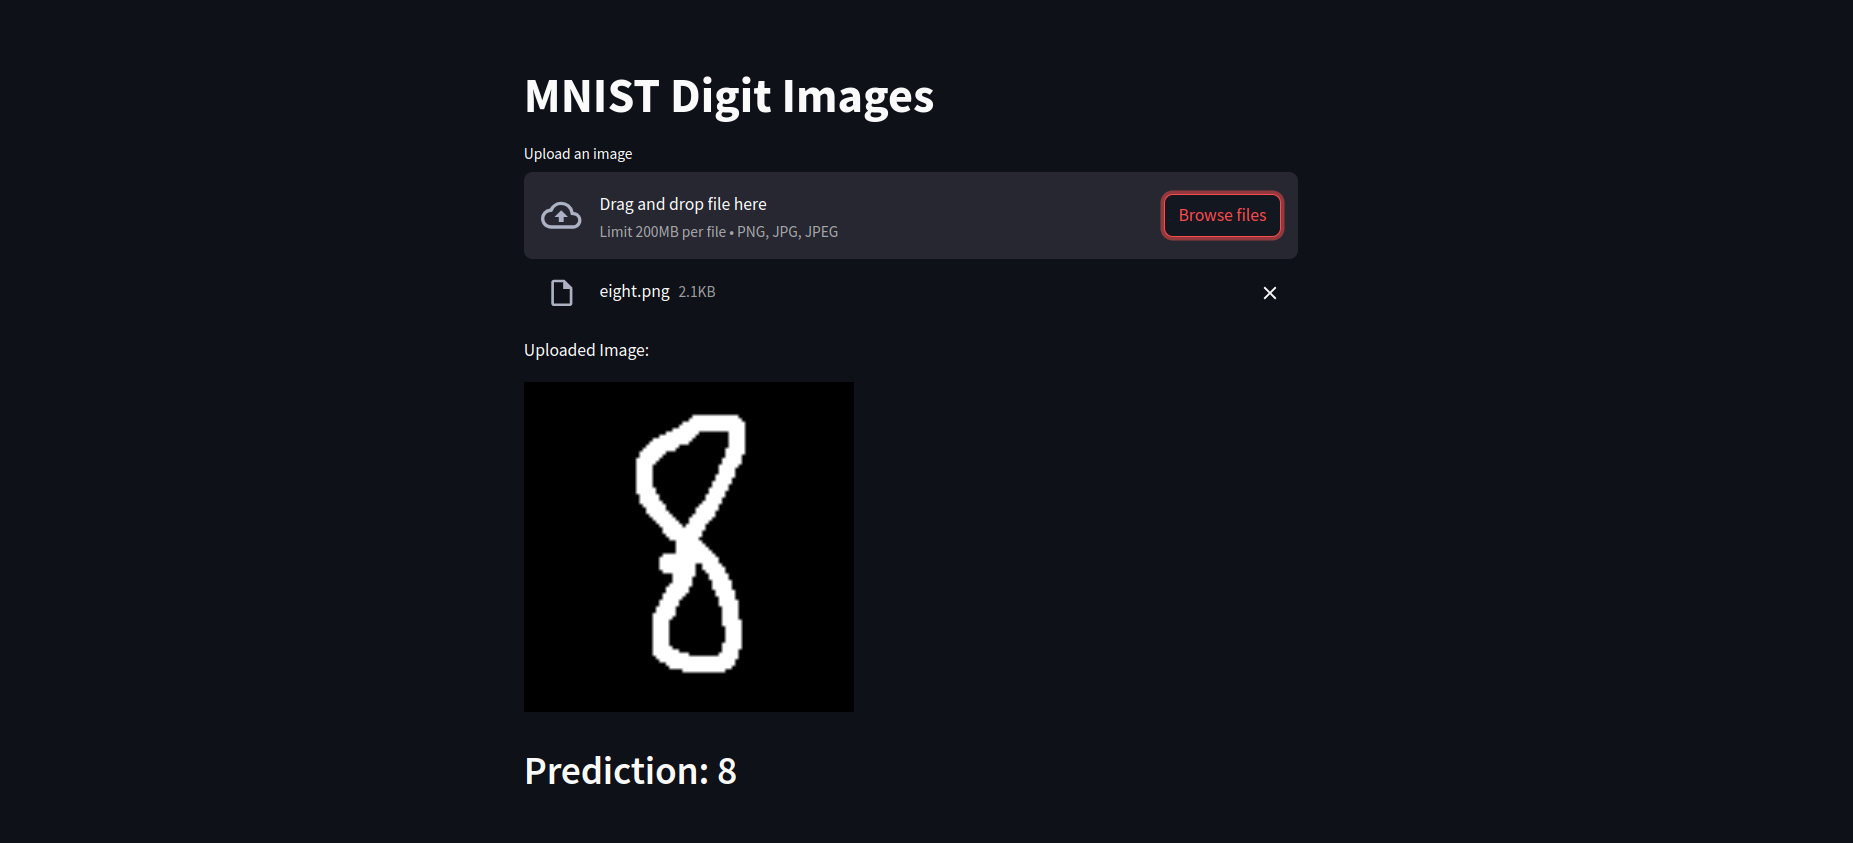 MNIST Digit Images
Upload an image
Drag and drop file here
Limit 200MB per file • PNG, JPG, JPEG
Browse files
eight.png 2.1KB
Uploaded Image:
8
Prediction: 8